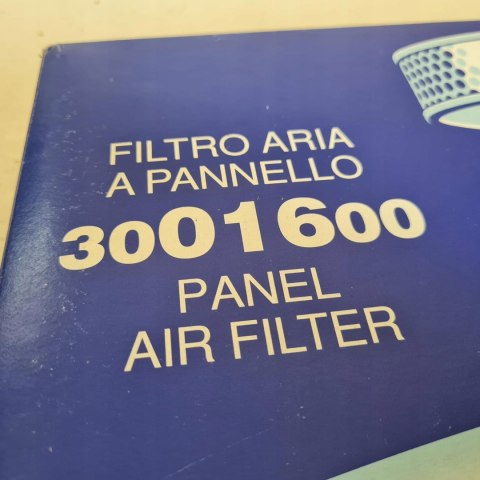 FILTRO ARIA
A PANNELLO
3001600
PANEL
AIR FILTER